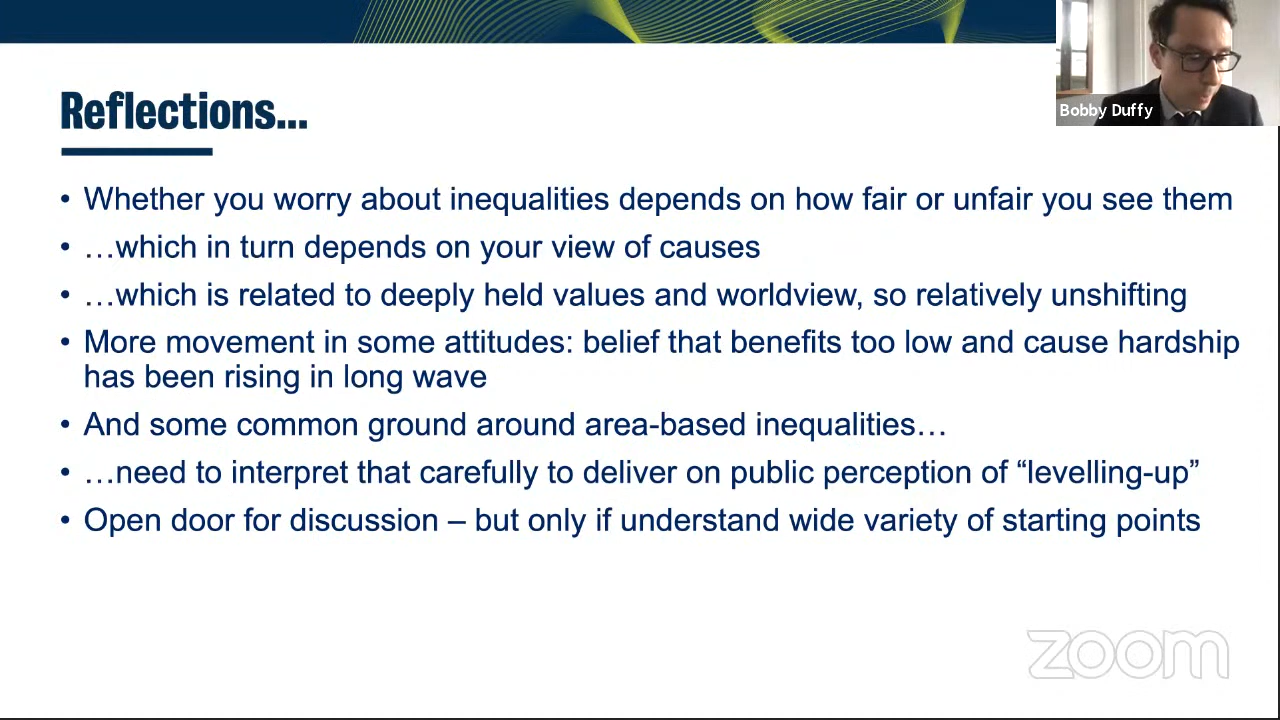 Reflections...
Bobby Duffy
• Whether you worry about inequalities depends on how fair or unfair you see them
• …which in turn depends on your view of causes
• …which is related to deeply held values and worldview, so relatively unshifting
• More movement in some attitudes: belief that benefits too low and cause hardship
has been rising in long wave
• And some common ground around area-based inequalities…
• …need to interpret that carefully to deliver on public perception of “levelling-up”
• Open door for discussion – but only if understand wide variety of starting points
zoom